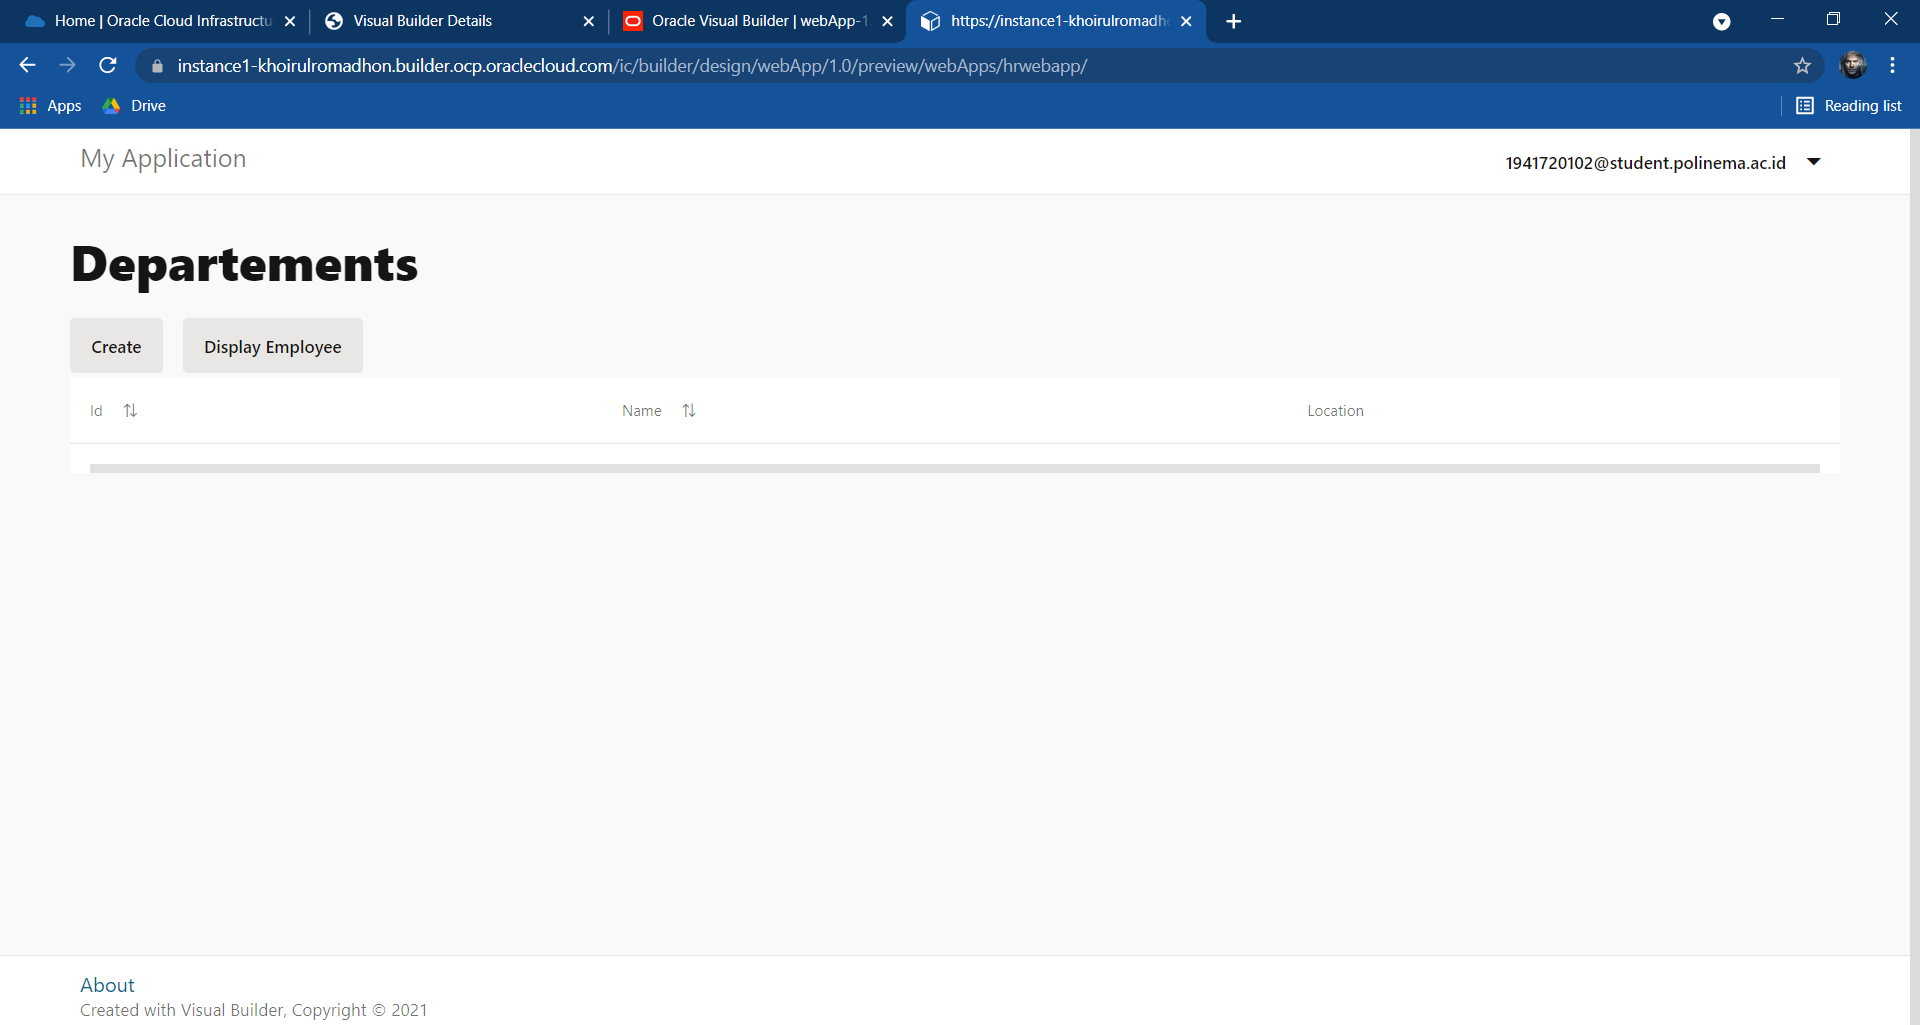 Home | Oracle Cloud Infrastructu
Visual Builder Details
Oracle Visual Builder | webApp-1.
https://instance1-khoirulromadho
instance1-khoirulromadhon.builder.ocp.oraclecloud.com/ic/builder/design/webApp/1.0/preview/webApps/hrwebapp/
Apps
Drive
Reading list
My Application
1941720102@student.polinema.ac.id
Departements
Create
Display Employee
Id
Name
Location
About
Created with Visual Builder, Copyright © 2021